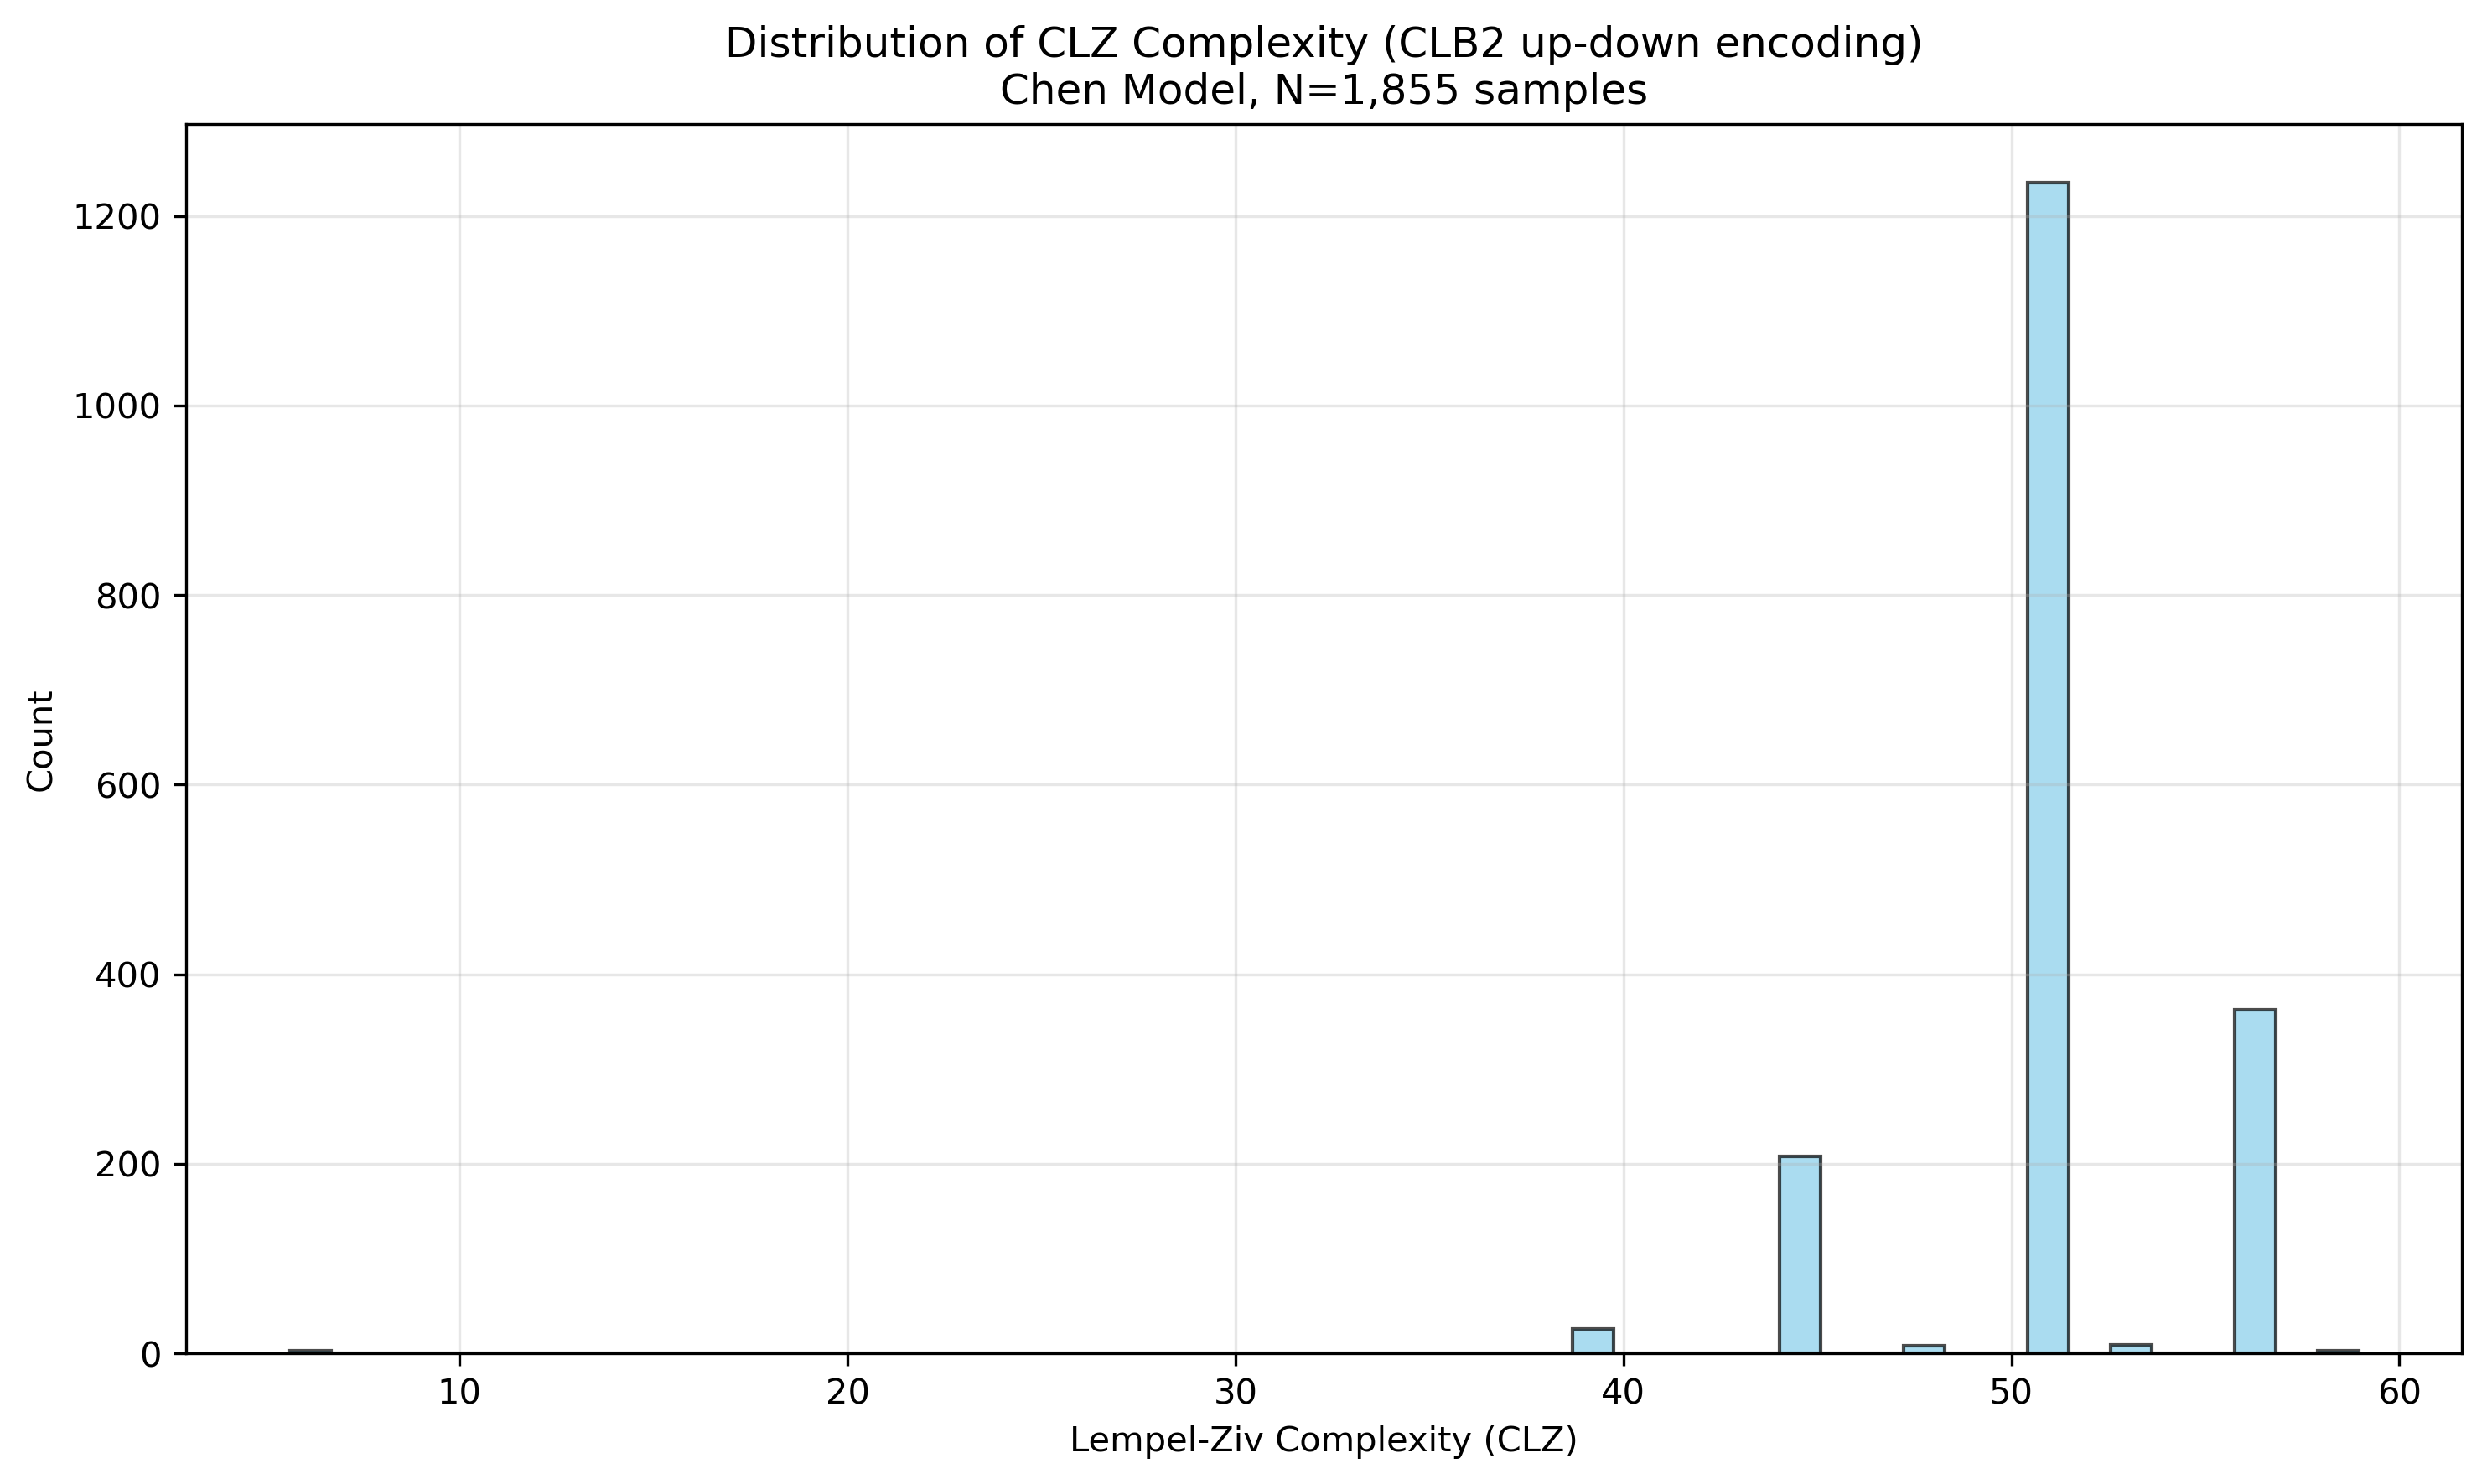 Distribution of CLZ Complexity (CLB2 up-down encoding)
Chen Model, N=1,855 samples
1200
1000
800
600
400
200
0
Count
10 20 30 40 50 60
Lempel-Ziv Complexity (CLZ)